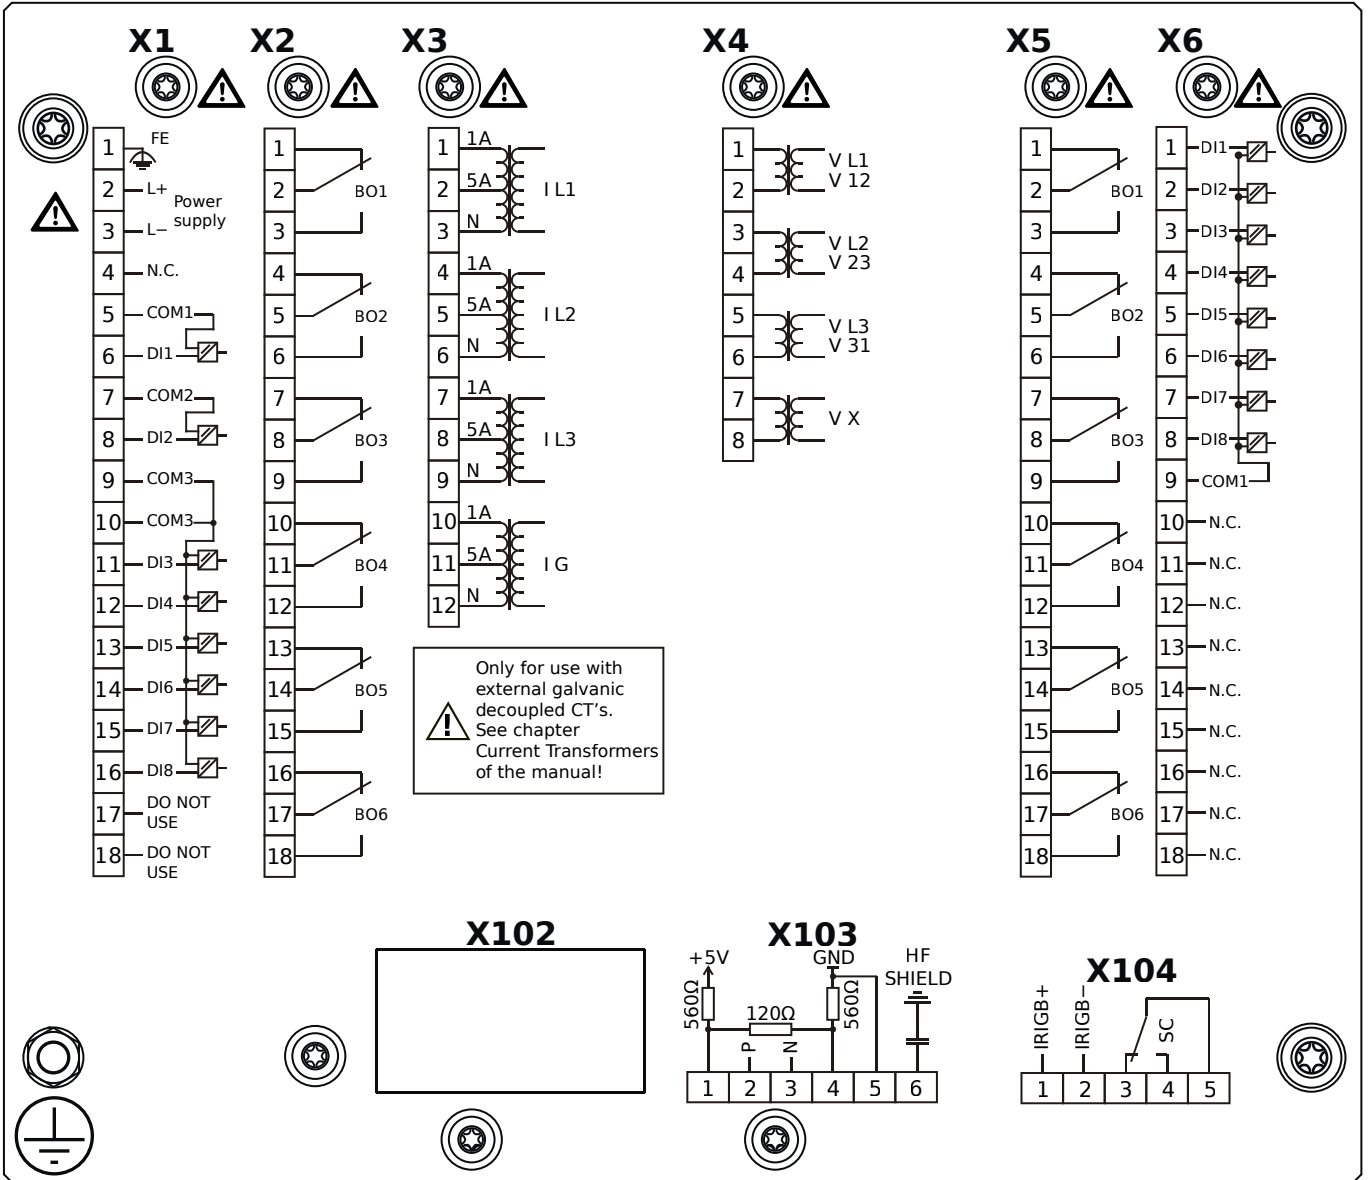 X1 X2 X3 X4 X5 X6
1 FE
2 L+ Power
supply
3 L−
4 N.C.
5 COM1
6 DI1
7 COM2
8 DI2
9 COM3
10 COM3
11 DI3
12 DI4
13 DI5
14 DI6
15 DI7
16 DI8
17 DO NOT
USE
18 DO NOT
USE
1
2 BO1
3
4
5 BO2
6
7
8 BO3
9
10
11 BO4
12
13
14 BO5
15
16
17 BO6
18
1 1A
2 5A I L1
3 N
4 1A
5 5A I L2
6 N
7 1A
8 5A I L3
9 N
10 1A
11 5A I G
12 N
Only for use with
external galvanic
decoupled CT's.
See chapter
Current Transformers
of the manual!
1 V L1
2 V 12
3 V L2
4 V 23
5 V L3
6 V 31
7 V X
8
1
2 BO1
3
4
5 BO2
6
7
8 BO3
9
10
11 BO4
12
13
14 BO5
15
16
17 BO6
18
1 DI1
2 DI2
3 DI3
4 DI4
5 DI5
6 DI6
7 DI7
8 DI8
9 COM1
10 N.C.
11 N.C.
12 N.C.
13 N.C.
14 N.C.
15 N.C.
16 N.C.
17 N.C.
18 N.C.
X102
X103
+5V GND HF
SHIELD
560Ω 120Ω 560Ω
P N
1 2 3 4 5 6
X104
IRIGB+ IRIGB− SC
1 2 3 4 5